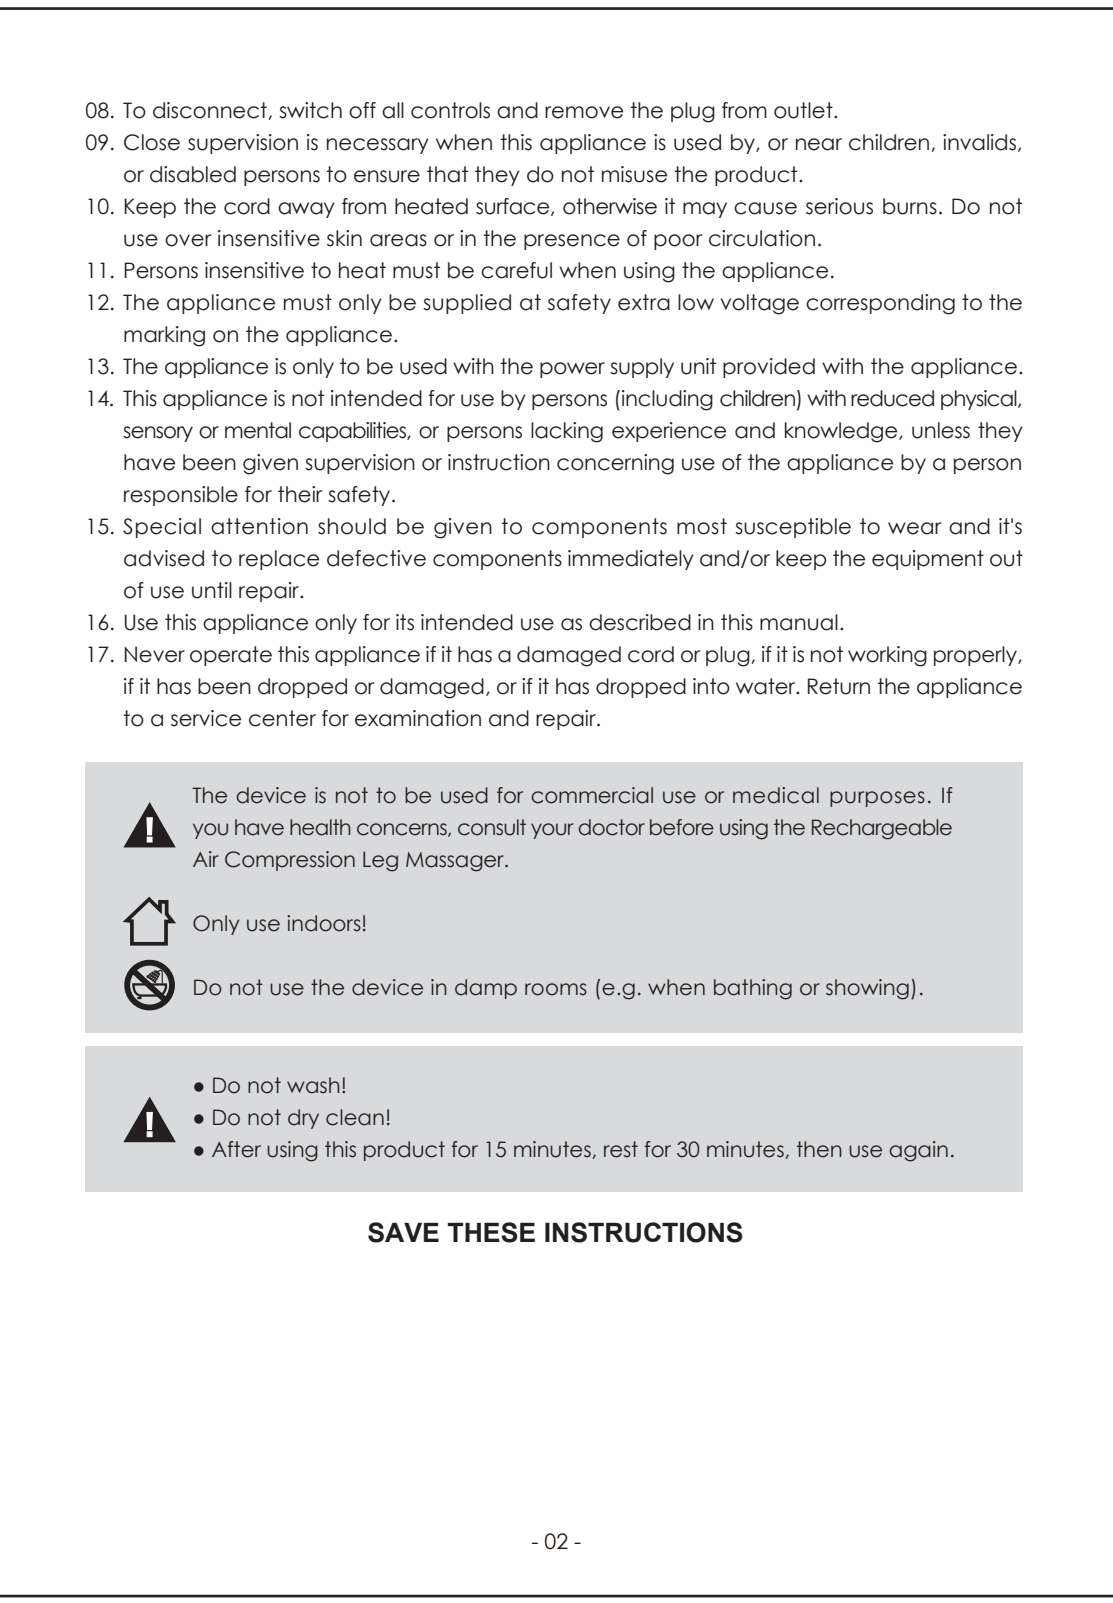 08. To disconnect, switch off all controls and remove the plug from outlet.
09. Close supervision is necessary when this appliance is used by, or near children, invalids,
or disabled persons to ensure that they do not misuse the product.
10. Keep the cord away from heated surface, otherwise it may cause serious burns. Do not
use over insensitive skin areas or in the presence of poor circulation.
11. Persons insensitive to heat must be careful when using the appliance.
12. The appliance must only be supplied at safety extra low voltage corresponding to the
marking on the appliance.
13. The appliance is only to be used with the power supply unit provided with the appliance.
14. This appliance is not intended for use by persons (including children) with reduced physical,
sensory or mental capabilities, or persons lacking experience and knowledge, unless they
have been given supervision or instruction concerning use of the appliance by a person
responsible for their safety.
15. Special attention should be given to components most susceptible to wear and it's
advised to replace defective components immediately and/or keep the equipment out
of use until repair.
16. Use this appliance only for its intended use as described in this manual.
17. Never operate this appliance if it has a damaged cord or plug, if it is not working properly,
if it has been dropped or damaged, or if it has dropped into water. Return the appliance
to a service center for examination and repair.
The device is not to be used for commercial use or medical purposes. If
you have health concerns, consult your doctor before using the Rechargeable
Air Compression Leg Massager.
Only use indoors!
Do not use the device in damp rooms (e.g. when bathing or showing).
● Do not wash!
● Do not dry clean!
● After using this product for 15 minutes, rest for 30 minutes, then use again.
SAVE THESE INSTRUCTIONS
- 02 -